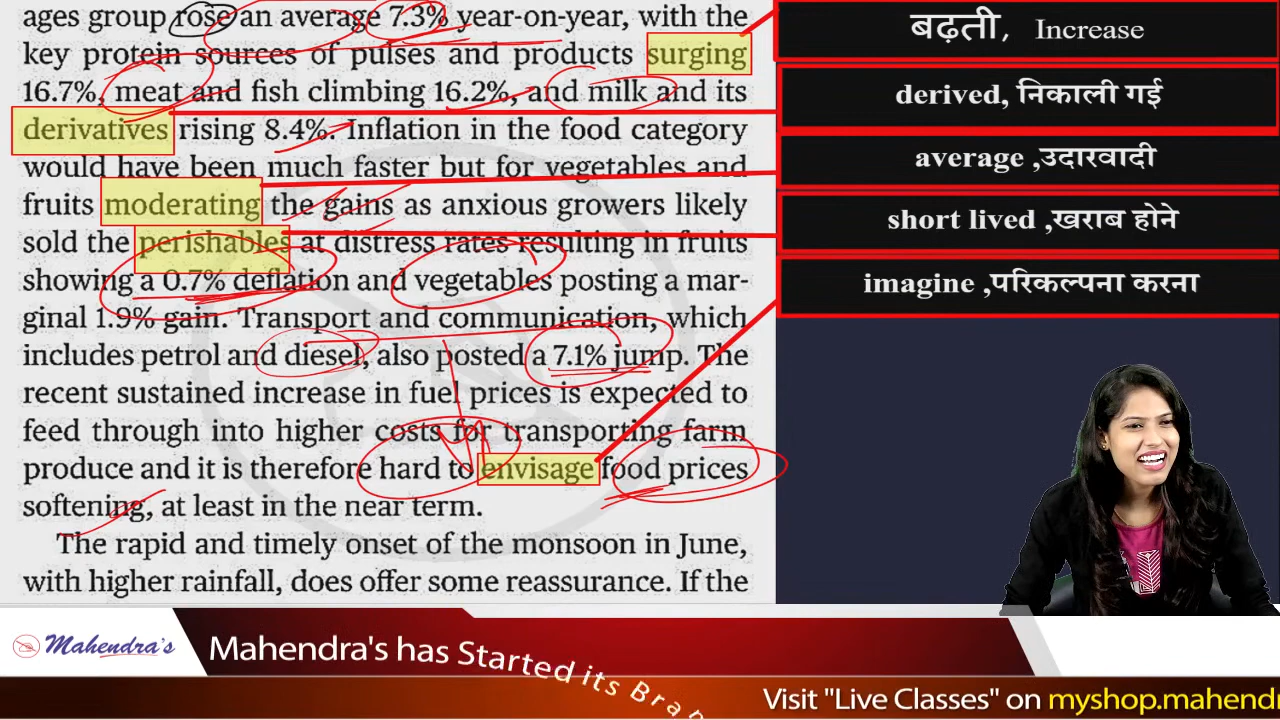 ages group rose an average 7.3% year-on-year, with the
key protein sources of pulses and products surging
16.7%, meat and fish climbing 16.2%, and milk and its
derivatives rising 8.4%. Inflation in the food category
would have been much faster but for vegetables and
fruits moderating the gains as anxious growers likely
sold the perishables at distress rates resulting in fruits
showing a 0.7% deflation and vegetables posting a mar-
ginal 1.9% gain. Transport and communication, which
includes petrol and diesel, also posted a 7.1% jump. The
recent sustained increase in fuel prices is expected to
feed through into higher costs for transporting farm
produce and it is therefore hard to envisage food prices
softening, at least in the near term.
The rapid and timely onset of the monsoon in June,
with higher rainfall, does offer some reassurance. If the
बढ़ती, Increase
derived, निकाली गई
average ,उदारवादी
short lived ,खराब होने
imagine ,परिकल्पना करना
Mahendra's
Mahendra's has Started its Bran
Visit "Live Classes" on myshop.mahend